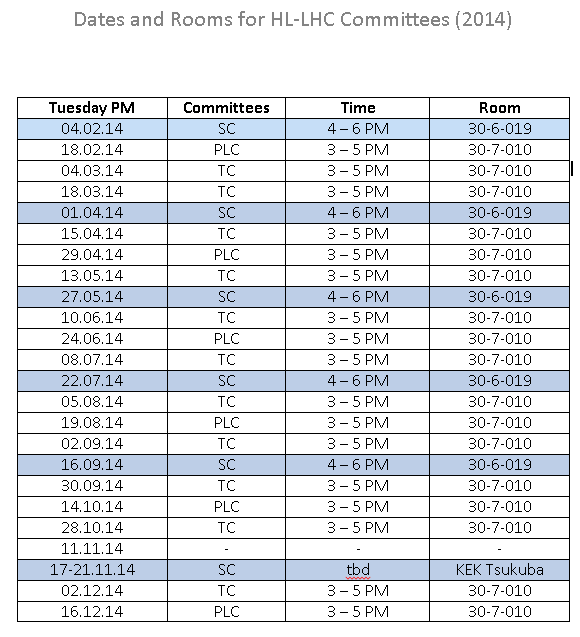 Dates and Rooms for HL-LHC Committees (2014)
Tuesday PM Committees Time Room
04.02.14 SC 4 – 6 PM 30-6-019
18.02.14 PLC 3 – 5 PM 30-7-010
04.03.14 TC 3 – 5 PM 30-7-010
18.03.14 TC 3 – 5 PM 30-7-010
01.04.14 SC 4 – 6 PM 30-6-019
15.04.14 TC 3 – 5 PM 30-7-010
29.04.14 PLC 3 – 5 PM 30-7-010
13.05.14 TC 3 – 5 PM 30-7-010
27.05.14 SC 4 – 6 PM 30-6-019
10.06.14 TC 3 – 5 PM 30-7-010
24.06.14 PLC 3 – 5 PM 30-7-010
08.07.14 TC 3 – 5 PM 30-7-010
22.07.14 SC 4 – 6 PM 30-6-019
05.08.14 TC 3 – 5 PM 30-7-010
19.08.14 PLC 3 – 5 PM 30-7-010
02.09.14 TC 3 – 5 PM 30-7-010
16.09.14 SC 4 – 6 PM 30-6-019
30.09.14 TC 3 – 5 PM 30-7-010
14.10.14 PLC 3 – 5 PM 30-7-010
28.10.14 TC 3 – 5 PM 30-7-010
11.11.14 - - -
17-21.11.14 SC tbd KEK Tsukuba
02.12.14 TC 3 – 5 PM 30-7-010
16.12.14 PLC 3 – 5 PM 30-7-010